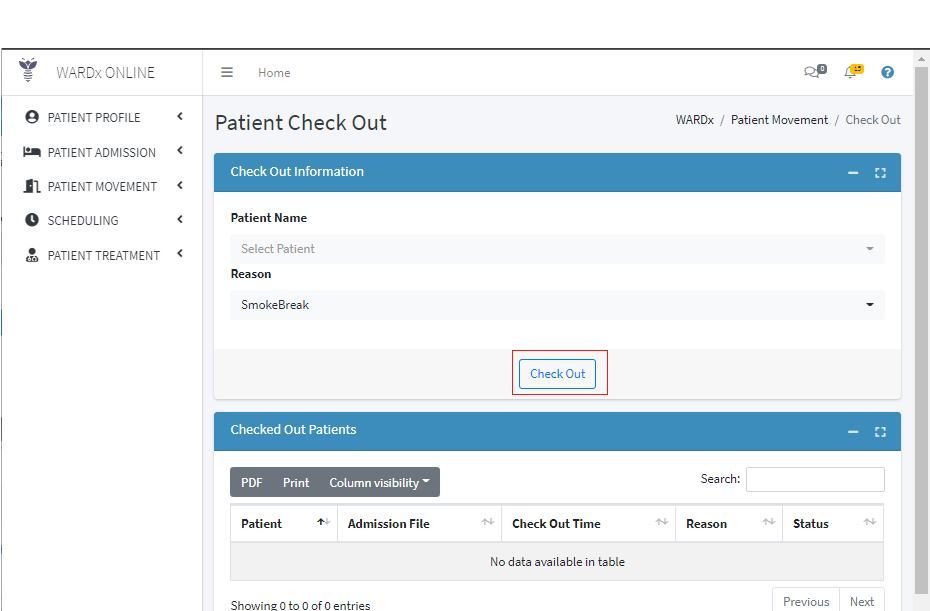 WARDx ONLINE
Home
0
15
?
PATIENT PROFILE
PATIENT ADMISSION
PATIENT MOVEMENT
SCHEDULING
PATIENT TREATMENT
Patient Check Out
WARDx / Patient Movement / Check Out
Check Out Information
Patient Name
Select Patient
Reason
SmokeBreak
Check Out
Checked Out Patients
PDF Print Column visibility
Search:
Patient Admission File Check Out Time Reason Status
No data available in table
Showing 0 to 0 of 0 entries
Previous Next